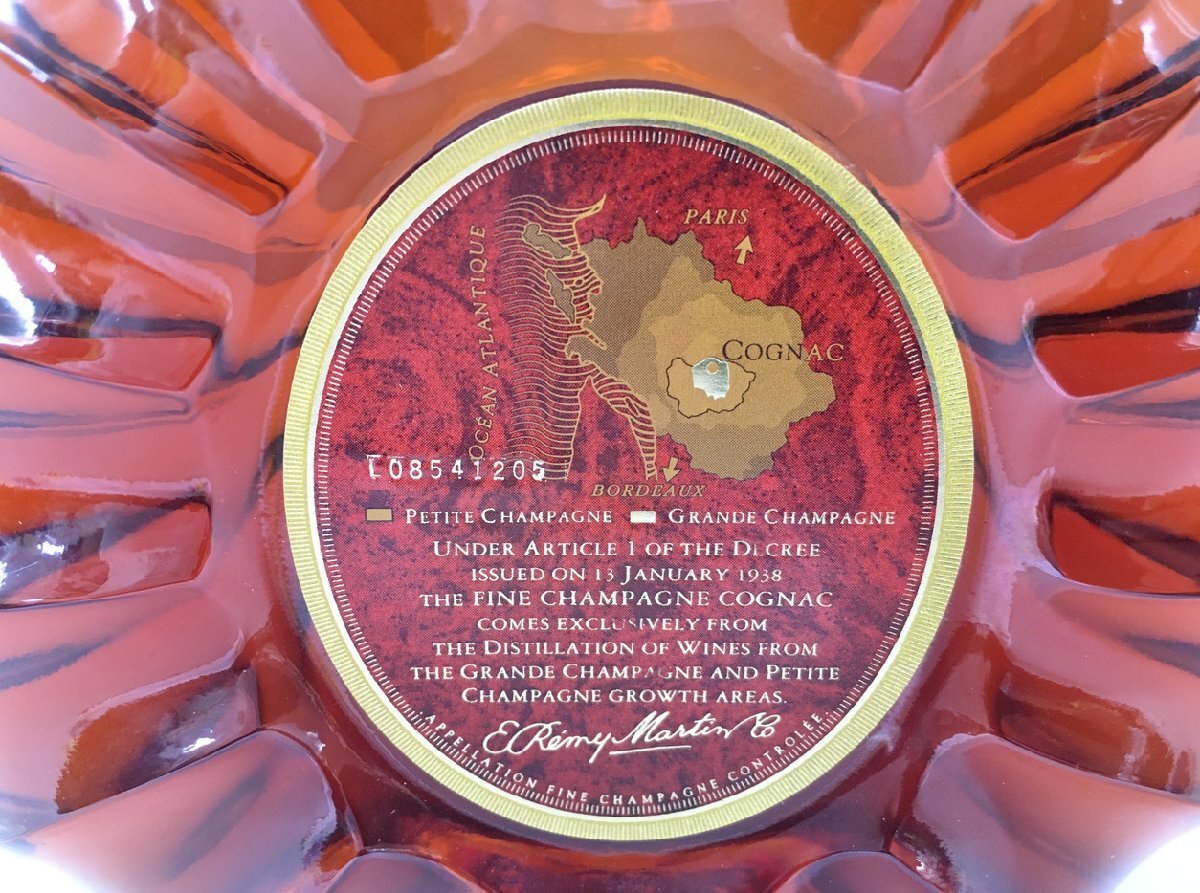 PARIS
OCÉAN ATLANTIQUE
COGNAC
L08541205
BORDEAUX
PETITE CHAMPAGNE GRANDE CHAMPAGNE
UNDER ARTICLE 1 OF THE DECREE
ISSUED ON 13 JANUARY 1938
THE FINE CHAMPAGNE COGNAC
COMES EXCLUSIVELY FROM
THE DISTILLATION OF WINES FROM
THE GRANDE CHAMPAGNE AND PETITE
CHAMPAGNE GROWTH AREAS.
E. Rémy Martin & Co
APPELLATION FINE CHAMPAGNE CONTROLÉE